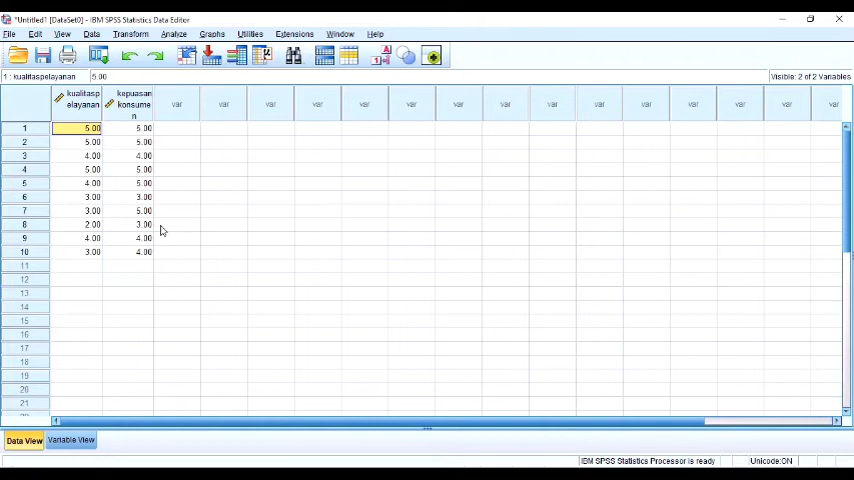 *Untitled1 [DataSet0] - IBM SPSS Statistics Data Editor
File Edit View Data Transform Analyze Graphs Utilities Extensions Window Help
1 : kualitaspelayanan 5.00 Visible: 2 of 2 Variables
kualitasp
elayanan
kepuasan
konsume
n
var var var var var var var var var var var var var var var
1 5.00 5.00
2 5.00 5.00
3 4.00 4.00
4 5.00 5.00
5 4.00 5.00
6 3.00 3.00
7 3.00 5.00
8 2.00 3.00
9 4.00 4.00
10 3.00 4.00
11
12
13
14
15
16
17
18
19
20
21
Data View Variable View
IBM SPSS Statistics Processor is ready Unicode:ON